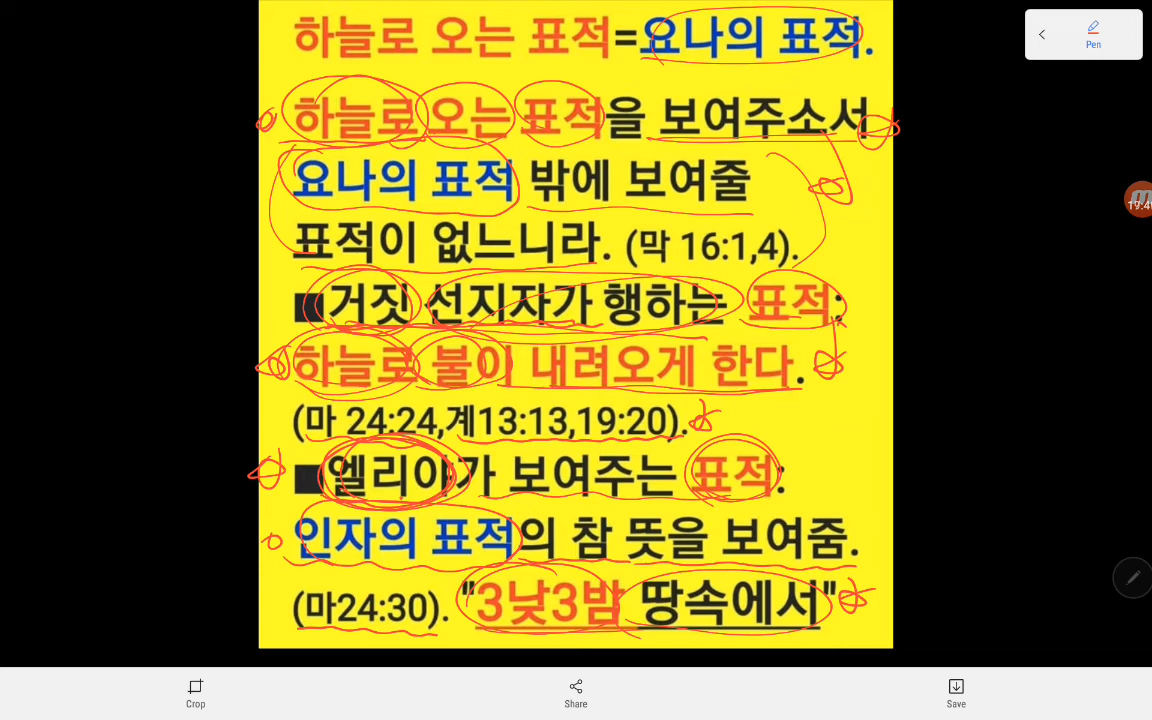 하늘로 오는 표적=요나의 표적.
Pen
하늘로 오는 표적을 보여주소서
요나의 표적 밖에 보여줄
표적이 없느니라. (막 16:1,4).
■거짓 선지자가 행하는 표적:
하늘로 불이 내려오게 한다.
(마 24:24,계13:13,19:20).
■엘리야가 보여주는 표적:
인자의 표적의 참 뜻을 보여줌.
(마24:30). "3낮3밤 땅속에서"
Crop
Share
Save